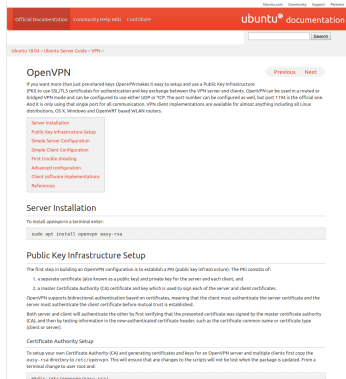 Ubuntu.com Community Support Partners
Official Documentation Community Help Wiki Contribute
ubuntu® documentation
Search
Ubuntu 18.04 » Ubuntu Server Guide » VPN »
OpenVPN
Previous Next
If you want more than just pre-shared keys OpenVPN makes it easy to setup and use a Public Key Infrastructure
(PKI) to use SSL/TLS certificates for authentication and key exchange between the VPN server and clients. OpenVPN can be used in a routed or
bridged VPN mode and can be configured to use either UDP or TCP. The port number can be configured as well, but port 1194 is the official one.
And it is only using that single port for all communication. VPN client implementations are available for almost anything including all Linux
distributions, OS X, Windows and OpenWRT based WLAN routers.
Server Installation
Public Key Infrastructure Setup
Simple Server Configuration
Simple Client Configuration
First trouble shooting
Advanced configuration
Client software implementations
References
Server Installation
To install openvpn in a terminal enter:
sudo apt install openvpn easy-rsa
Public Key Infrastructure Setup
The first step in building an OpenVPN configuration is to establish a PKI (public key infrastructure). The PKI consists of:
1. a separate certificate (also known as a public key) and private key for the server and each client, and
2. a master Certificate Authority (CA) certificate and key which is used to sign each of the server and client certificates.
OpenVPN supports bidirectional authentication based on certificates, meaning that the client must authenticate the server certificate and the
server must authenticate the client certificate before mutual trust is established.
Both server and client will authenticate the other by first verifying that the presented certificate was signed by the master certificate authority
(CA), and then by testing information in the now-authenticated certificate header, such as the certificate common name or certificate type
(client or server).
Certificate Authority Setup
To setup your own Certificate Authority (CA) and generating certificates and keys for an OpenVPN server and multiple clients first copy the
easy-rsa directory to /etc/openvpn. This will ensure that any changes to the scripts will not be lost when the package is updated. From a
terminal change to user root and:
mkdir /etc/openvpn/easy-rsa/